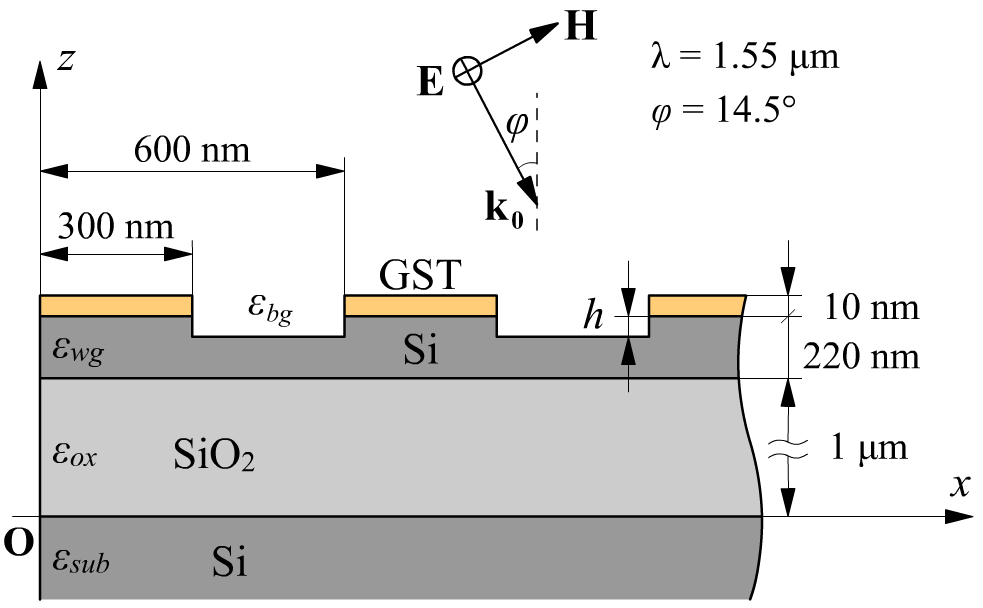 z
H
E
λ = 1.55 μm
φ = 14.5°
φ
k₀
600 nm
300 nm
GST
εbg
h
10 nm
εwg
Si
220 nm
εox
SiO₂
1 μm
x
O
εsub
Si